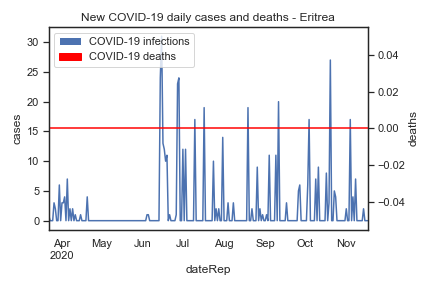 New COVID-19 daily cases and deaths - Eritrea
COVID-19 infections
COVID-19 deaths
30
25
20
15
10
5
0
cases
0.04
0.02
0.00
−0.02
−0.04
deaths
Apr May Jun Jul Aug Sep Oct Nov
2020
dateRep